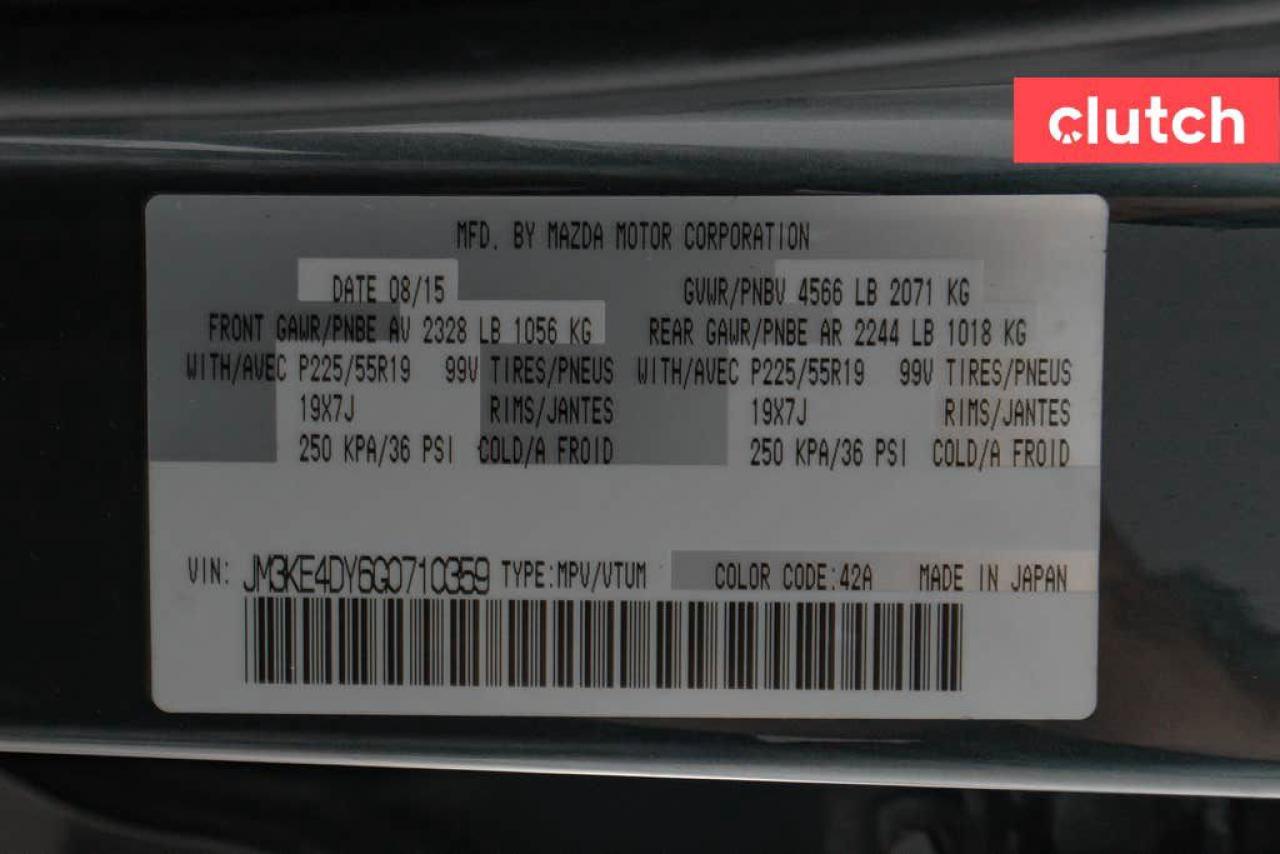 clutch
MFD. BY MAZDA MOTOR CORPORATION
DATE 08/15 GVWR/PNBV 4566 LB 2071 KG
FRONT GAWR/PNBE AV 2328 LB 1056 KG REAR GAWR/PNBE AR 2244 LB 1018 KG
WITH/AVEC P225/55R19 99V TIRES/PNEUS WITH/AVEC P225/55R19 99V TIRES/PNEUS
19X7J RIMS/JANTES 19X7J RIMS/JANTES
250 KPA/36 PSI COLD/A FROID 250 KPA/36 PSI COLD/A FROID
VIN: JM3KE4DY6G0710359 TYPE:MPV/VTUM COLOR CODE:42A MADE IN JAPAN